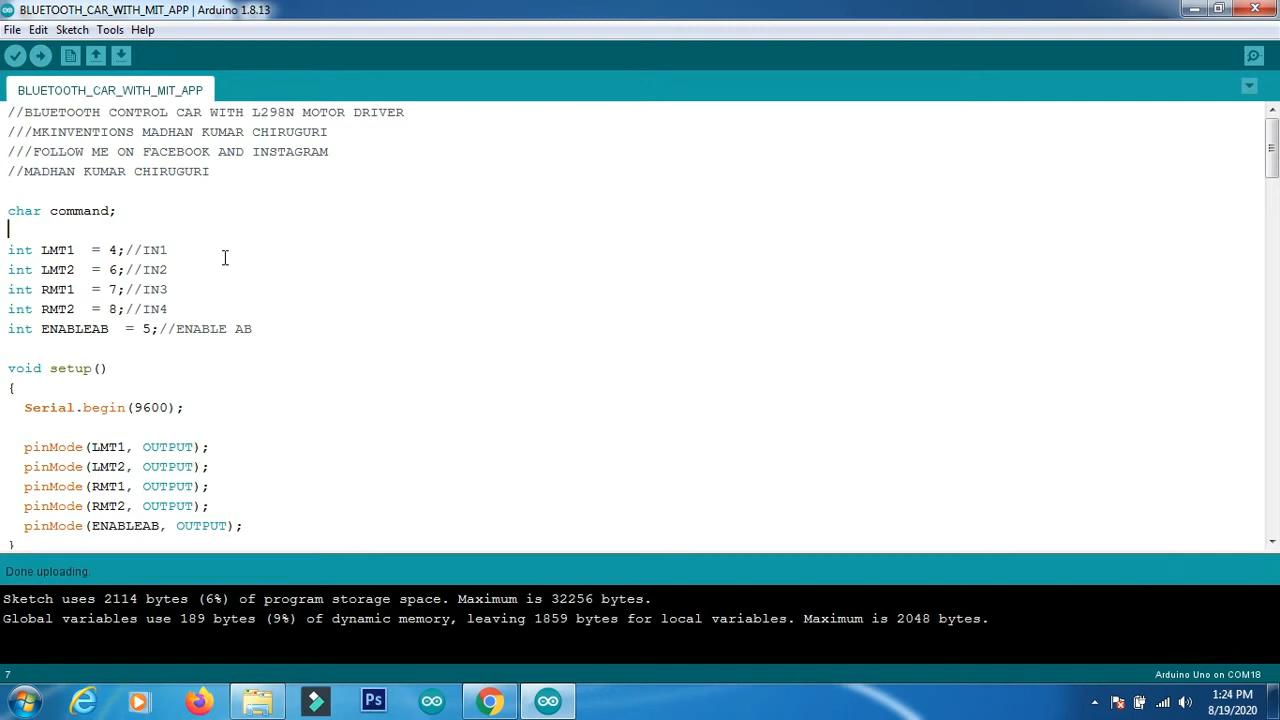 BLUETOOTH_CAR_WITH_MIT_APP | Arduino 1.8.13
File Edit Sketch Tools Help
BLUETOOTH_CAR_WITH_MIT_APP
//BLUETOOTH CONTROL CAR WITH L298N MOTOR DRIVER
///MKINVENTIONS MADHAN KUMAR CHIRUGURI
///FOLLOW ME ON FACEBOOK AND INSTAGRAM
//MADHAN KUMAR CHIRUGURI
char command;
int LMT1  = 4;//IN1
int LMT2  = 6;//IN2
int RMT1  = 7;//IN3
int RMT2  = 8;//IN4
int ENABLEAB  = 5;//ENABLE AB
void setup()
{
Serial.begin(9600);
pinMode(LMT1, OUTPUT);
pinMode(LMT2, OUTPUT);
pinMode(RMT1, OUTPUT);
pinMode(RMT2, OUTPUT);
pinMode(ENABLEAB, OUTPUT);
}
Done uploading.
Sketch uses 2114 bytes (6%) of program storage space. Maximum is 32256 bytes.
Global variables use 189 bytes (9%) of dynamic memory, leaving 1859 bytes for local variables. Maximum is 2048 bytes.
7
Arduino Uno on COM18
Ps
1:24 PM
8/19/2020